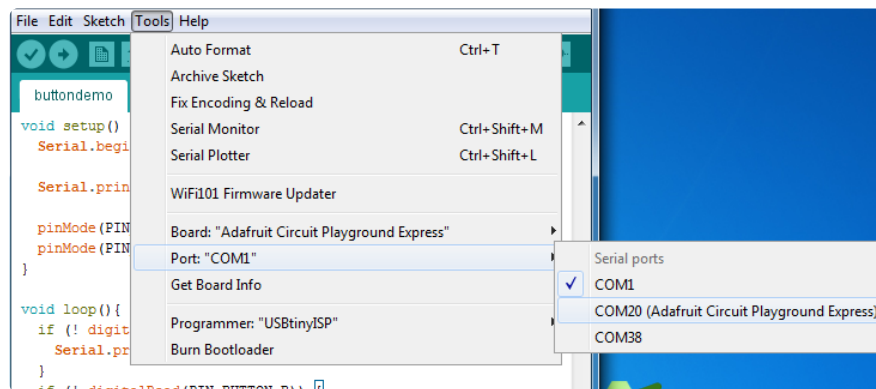 File Edit Sketch Tools Help
Auto Format Ctrl+T
Archive Sketch
buttondemo
Fix Encoding & Reload
void setup()
Serial Monitor Ctrl+Shift+M
Serial.begi
Serial Plotter Ctrl+Shift+L
Serial.prin
WiFi101 Firmware Updater
pinMode(PIN
Board: "Adafruit Circuit Playground Express"
pinMode(PIN
Port: "COM1"
Serial ports
}
Get Board Info
COM1
void loop(){
COM20 (Adafruit Circuit Playground Express)
if (! digit
Programmer: "USBtinyISP"
COM38
Serial.pr
Burn Bootloader
}
if (! digitalRead(PIN_BUTTON_B)) {